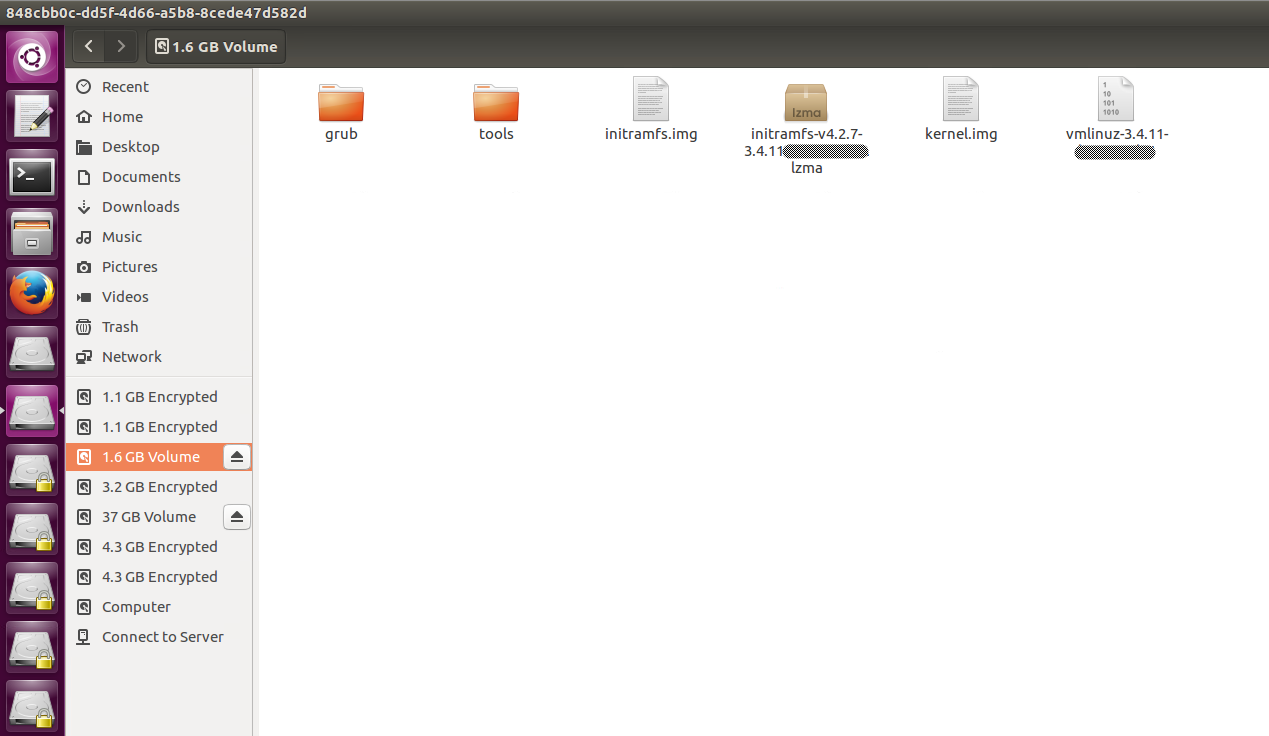 848cbb0c-dd5f-4d66-a5b8-8cede47d582d
1.6 GB Volume
Recent
Home
Desktop
Documents
Downloads
Music
Pictures
Videos
Trash
Network
1.1 GB Encrypted
1.1 GB Encrypted
1.6 GB Volume
3.2 GB Encrypted
37 GB Volume
4.3 GB Encrypted
4.3 GB Encrypted
Computer
Connect to Server
grub
tools
initramfs.img
lzma
initramfs-v4.2.7-
3.4.11
lzma
kernel.img
1
10
101
1010
vmlinuz-3.4.11-